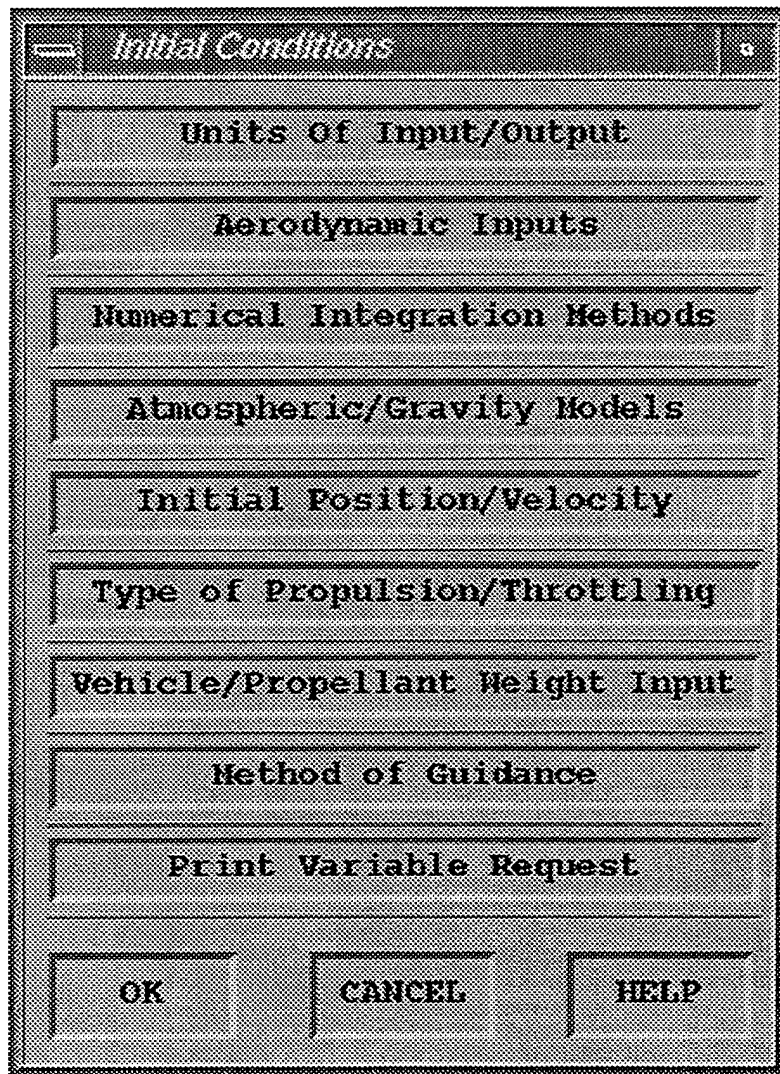 Initial Conditions
Units Of Input/Output
Aerodynamic Inputs
Numerical Integration Methods
Atmospheric/Gravity Models
Initial Position/Velocity
Type of Propulsion/Throttling
Vehicle/Propellant Weight Input
Method of Guidance
Print Variable Request
OK CANCEL HELP